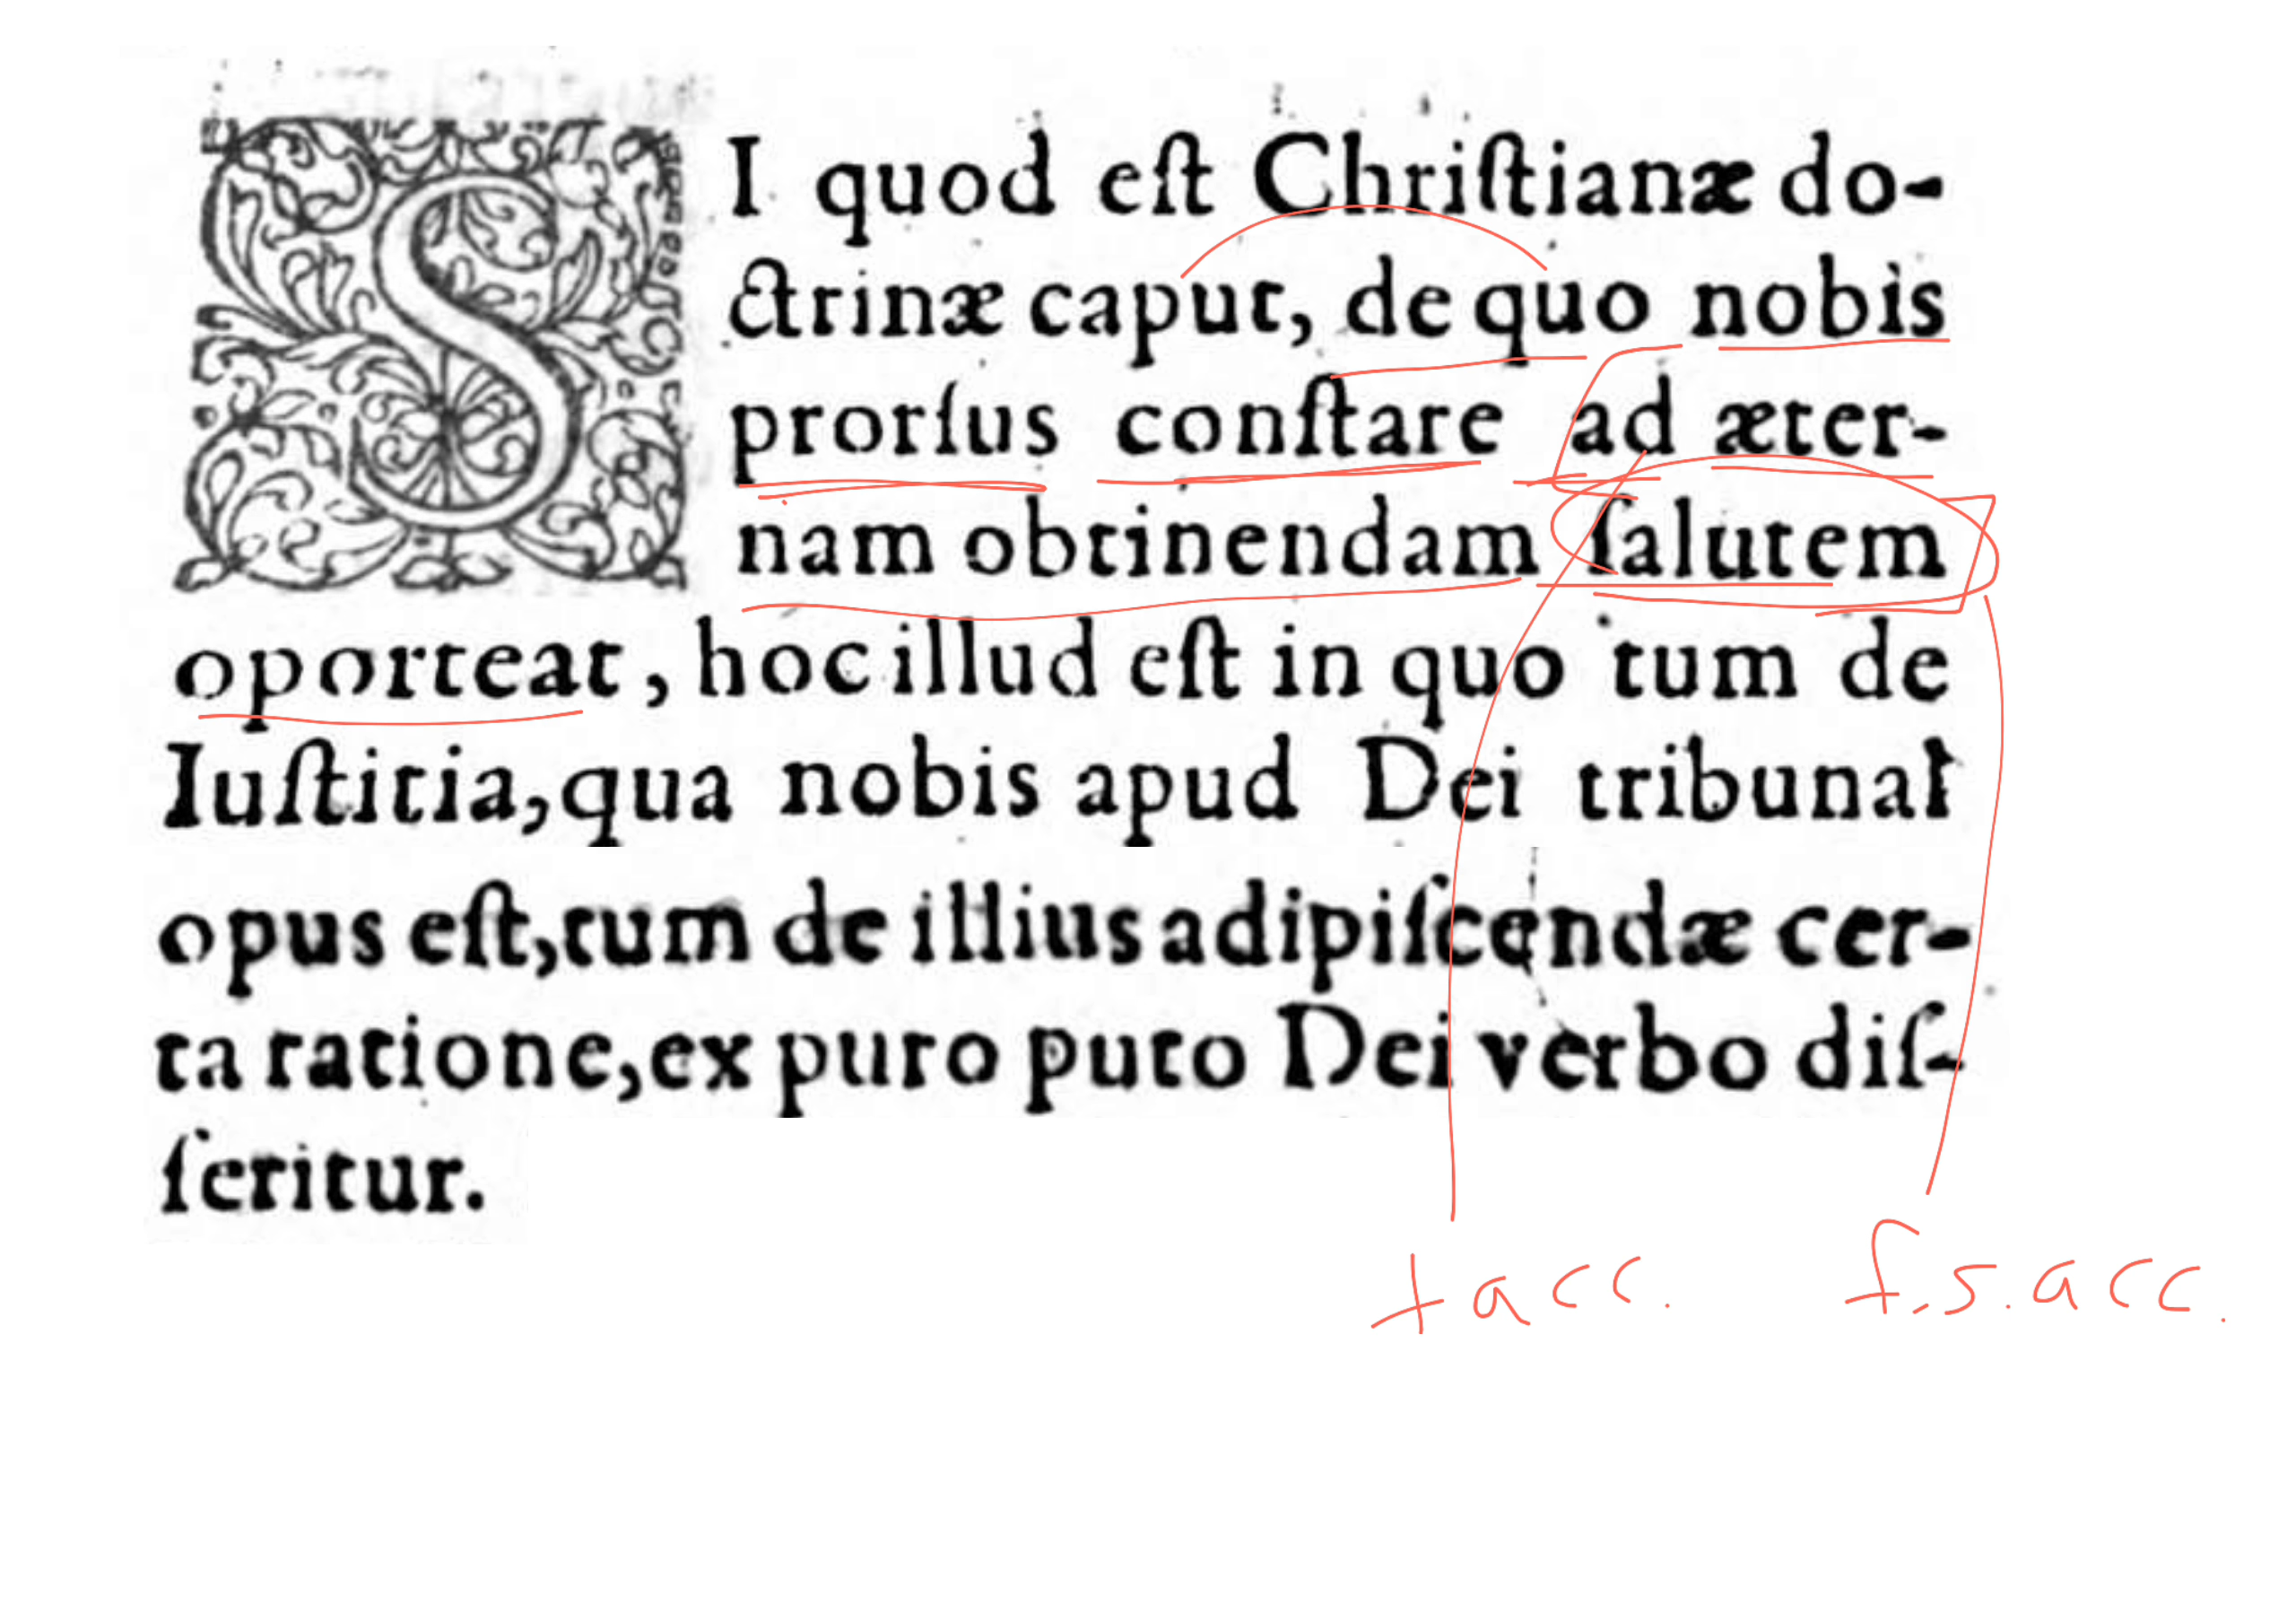 SI quod eſt Chriſtianæ do-
ctrinæ caput, de quo nobis
prorſus conſtare ad æter-
nam obtinendam ſalutem
oporteat, hoc illud eſt in quo tum de
Iuſtitia, qua nobis apud Dei tribunal
opus eſt, tum de illius adipiſcendæ cer-
ta ratione, ex puro puto Dei verbo diſ-
ſeritur.
+acc. f.s.acc.